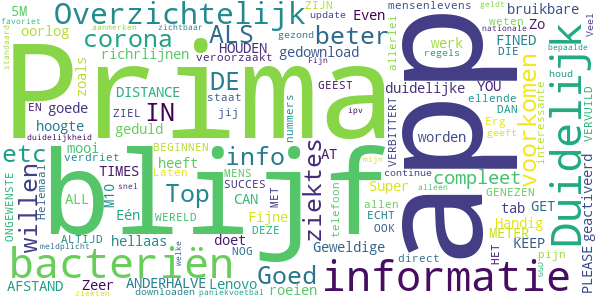 5M
favoriet
aanmerken
zichtbaar
Overzichtelijk
ZIJN
update
Even
mensenlevens
allerlei
bruikbare
geldt
nationale
Veel
oorlog
corona
ALS
HOUDEN
gezond
beter
gedownload
Fijn
weten
Zo
werk
regels
FINED
DIE
bepaalde
standaard
zoals
richtlijnen
veroorzaakt
DE
DISTANCE
staat
GEEST
Prima
app
duidelijke
YOU
ellende
DAN
voorkomen
interessante
houd
Duidelijk
VERVUILD
EN
goede
ZIEL
IN
jij
nummers
ipv
VERBITTERT
worden
Erg
geeft
hoogte
geduld
duidelijkheid
BEGINNEN
AT
etc
mooi
verdriet
Laten
heeft
info
MENS
ziektes
mijn
compleet
GENEZEN
TIMES
snel
SUCCES
Super
continue
alleen
tab
GET
geactiveerd
willen
Helemaal
ALL
M10
Top
CAN
MET
telefoon
allen
Handig
PLEASE
ONGEWENSTE
Eén
WERELD
Fijne
DEZE
ECHT
OOK
METER
KEEP
blijf
ALTIJD
hellaas
doet
NOG
Geweldige
direct
HET
pijn
GGD
meldplicht
welke
bacteriën
Goed
informatie
AFSTAND
Zeer
ANDERHALVE
Lenovo
roeien
ziekten
downloaden
paniekvoetbal